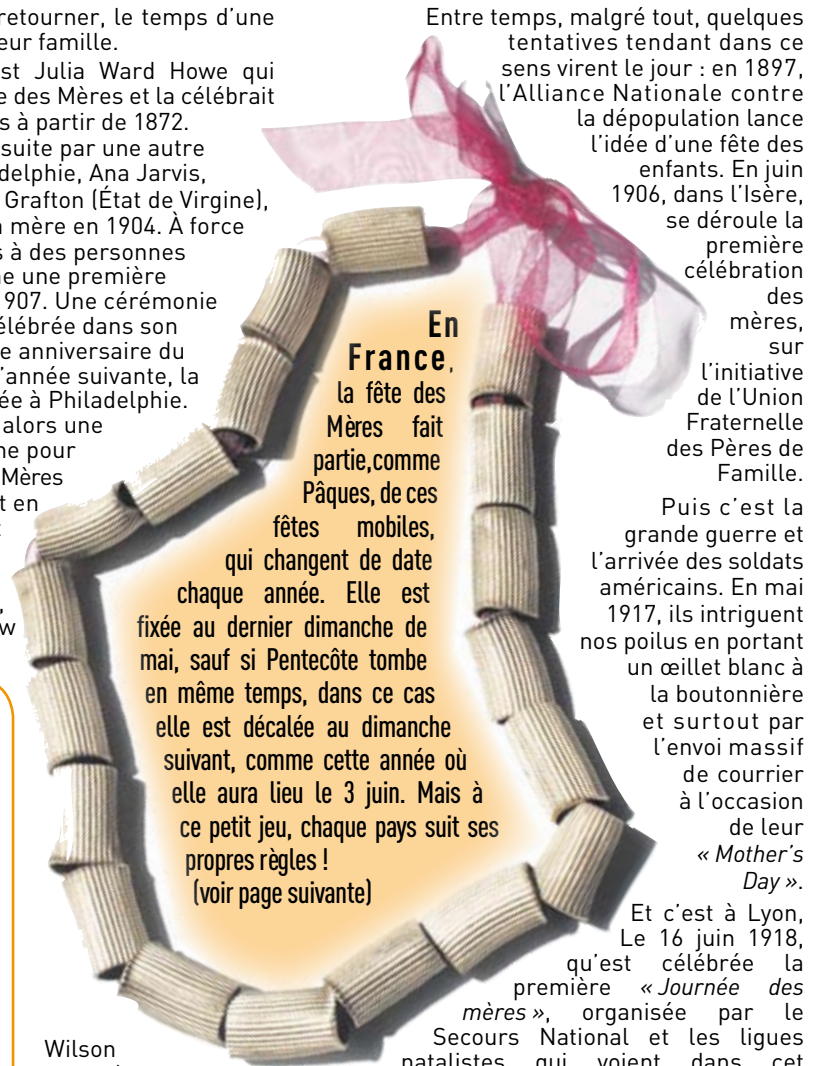 retourner, le temps d’une
eur famille.
st Julia Ward Howe qui
e des Mères et la célébrait
s à partir de 1872.
suite par une autre
delphie, Ana Jarvis,
Grafton (État de Virgine),
mère en 1904. À force
s à des personnes
e une première
907. Une cérémonie
élébrée dans son
e anniversaire du
’année suivante, la
ée à Philadelphie.
alors une
ne pour
Mères
t en
w
Wilson
En
France,
la fête des
Mères fait
partie,comme
Pâques, de ces
fêtes mobiles,
qui changent de date
chaque année. Elle est
fixée au dernier dimanche de
mai, sauf si Pentecôte tombe
en même temps, dans ce cas
elle est décalée au dimanche
suivant, comme cette année où
elle aura lieu le 3 juin. Mais à
ce petit jeu, chaque pays suit ses
propres règles !
(voir page suivante)
Entre temps, malgré tout, quelques
tentatives tendant dans ce
sens virent le jour : en 1897,
l’Alliance Nationale contre
la dépopulation lance
l’idée d’une fête des
enfants. En juin
1906, dans l’Isère,
se déroule la
première
célébration
des
mères,
sur
l’initiative
de l’Union
Fraternelle
des Pères de
Famille.
Puis c’est la
grande guerre et
l’arrivée des soldats
américains. En mai
1917, ils intriguent
nos poilus en portant
un œillet blanc à
la boutonnière
et surtout par
l’envoi massif
de courrier
à l’occasion
de leur
« Mother’s
Day ».
Et c’est à Lyon,
Le 16 juin 1918,
qu’est célébrée la
première « Journée des
mères », organisée par le
Secours National et les ligues
natalistes qui voient dans cet